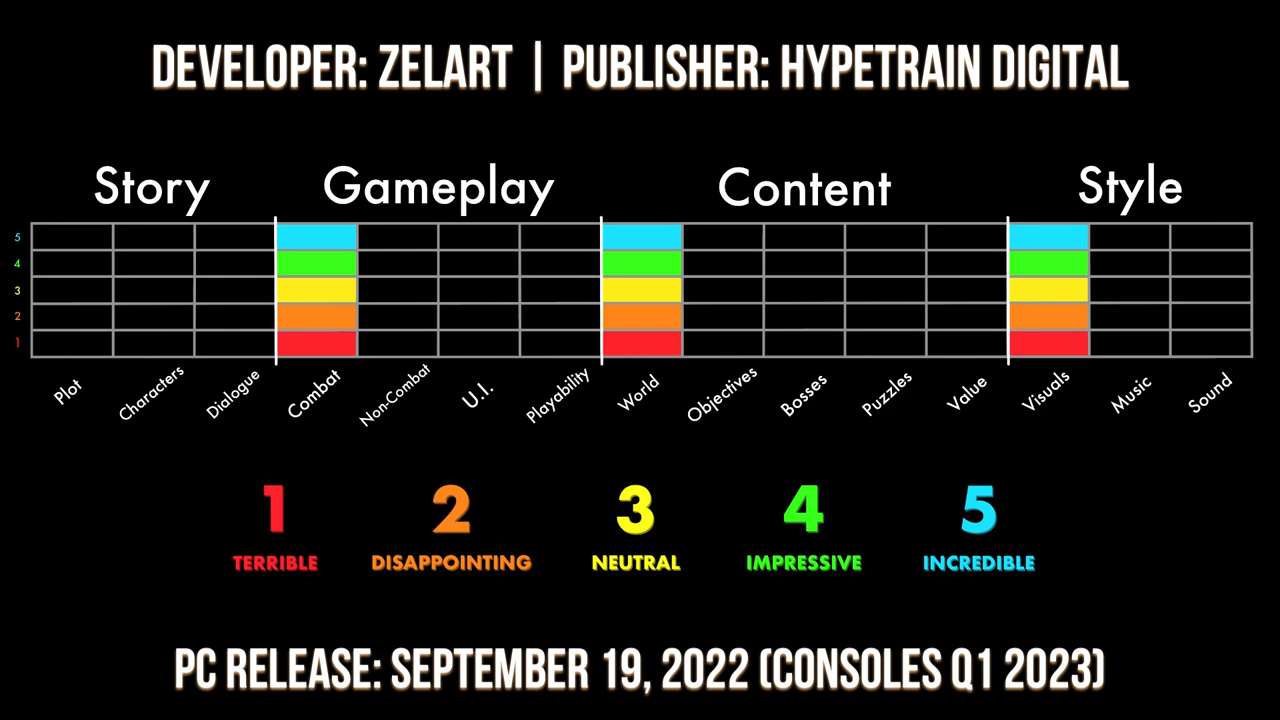 DEVELOPER: ZELART | PUBLISHER: HYPETRAIN DIGITAL
Story Gameplay Content Style
5
4
3
2
1
Plot Characters Dialogue Combat Non-Combat U.I. Playability World Objectives Bosses Puzzles Value Visuals Music Sound
1 2 3 4 5
TERRIBLE DISAPPOINTING NEUTRAL IMPRESSIVE INCREDIBLE
PC RELEASE: SEPTEMBER 19, 2022 (CONSOLES Q1 2023)